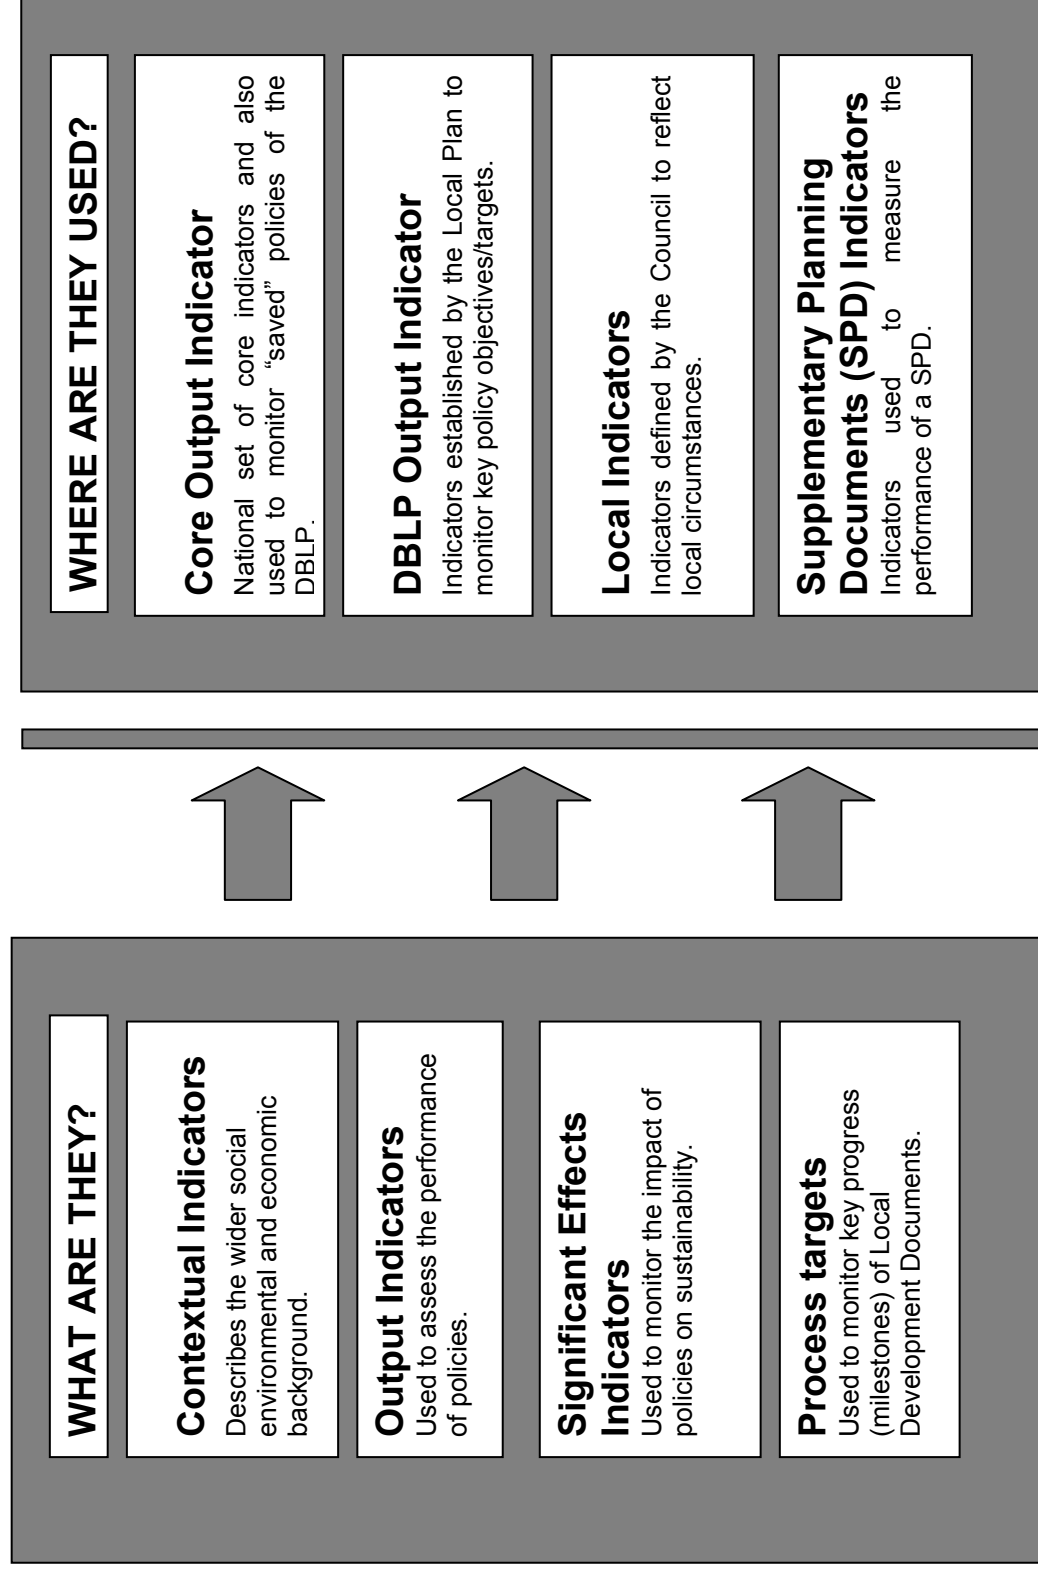 WHAT ARE THEY?
Contextual Indicators
Describes the wider social
environmental and economic
background.
Output Indicators
Used to assess the performance
of policies.
Significant Effects
Indicators
Used to monitor the impact of
policies on sustainability.
Process targets
Used to monitor key progress
(milestones) of Local
Development Documents.
WHERE ARE THEY USED?
Core Output Indicator
National set of core indicators and also
used to monitor “saved” policies of the
DBLP.
DBLP Output Indicator
Indicators established by the Local Plan to
monitor key policy objectives/targets.
Local Indicators
Indicators defined by the Council to reflect
local circumstances.
Supplementary Planning
Documents (SPD) Indicators
Indicators used to measure the
performance of a SPD.